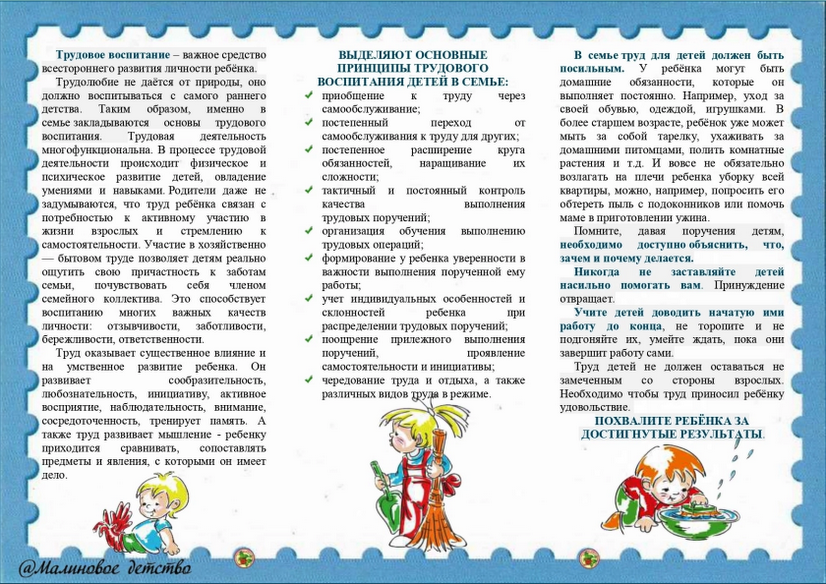 Трудовое воспитание – важное средство
всестороннего развития личности ребёнка.
Трудолюбие не даётся от природы, оно
должно воспитываться с самого раннего
детства. Таким образом, именно в
семье закладываются основы трудового
воспитания. Трудовая деятельность
многофункциональна. В процессе трудовой
деятельности происходит физическое и
психическое развитие детей, овладение
умениями и навыками. Родители даже не
задумываются, что труд ребёнка связан с
потребностью к активному участию в
жизни взрослых и стремлению к
самостоятельности. Участие в хозяйственно
— бытовом труде позволяет детям реально
ощутить свою причастность к заботам
семьи, почувствовать себя членом
семейного коллектива. Это способствует
воспитанию многих важных качеств
личности: отзывчивости, заботливости,
бережливости, ответственности.
Труд оказывает существенное влияние и
на умственное развитие ребенка. Он
развивает сообразительность,
любознательность, инициативу, активное
восприятие, наблюдательность, внимание,
сосредоточенность, тренирует память. А
также труд развивает мышление - ребенку
приходится сравнивать, сопоставлять
предметы и явления, с которыми он имеет
дело.
ВЫДЕЛЯЮТ ОСНОВНЫЕ
ПРИНЦИПЫ ТРУДОВОГО
ВОСПИТАНИЯ ДЕТЕЙ В СЕМЬЕ:
приобщение к труду через
самообслуживание;
постепенный переход от
самообслуживания к труду для других;
постепенное расширение круга
обязанностей, наращивание их
сложности;
тактичный и постоянный контроль
качества выполнения
трудовых поручений;
организация обучения выполнению
трудовых операций;
формирование у ребенка уверенности в
важности выполнения порученной ему
работы;
учет индивидуальных особенностей и
склонностей ребенка при
распределении трудовых поручений;
поощрение прилежного выполнения
поручений, проявление
самостоятельности и инициативы;
чередование труда и отдыха, а также
различных видов труда в режиме.
В семье труд для детей должен быть
посильным. У ребёнка могут быть
домашние обязанности, которые он
выполняет постоянно. Например, уход за
своей обувью, одеждой, игрушками. В
более старшем возрасте, ребёнок уже может
мыть за собой тарелку, ухаживать за
домашними питомцами, полить комнатные
растения и т.д. И вовсе не обязательно
возлагать на плечи ребенка уборку всей
квартиры, можно, например, попросить его
обтереть пыль с подоконников или помочь
маме в приготовлении ужина.
Помните, давая поручения детям,
необходимо доступно объяснить, что,
зачем и почему делается.
Никогда не заставляйте детей
насильно помогать вам. Принуждение
отвращает.
Учите детей доводить начатую ими
работу до конца, не торопите и не
подгоняйте их, умейте ждать, пока они
завершит работу сами.
Труд детей не должен оставаться не
замеченным со стороны взрослых.
Необходимо чтобы труд приносил ребёнку
удовольствие.
ПОХВАЛИТЕ РЕБЁНКА ЗА
ДОСТИГНУТЫЕ РЕЗУЛЬТАТЫ.
@Малиновое детство